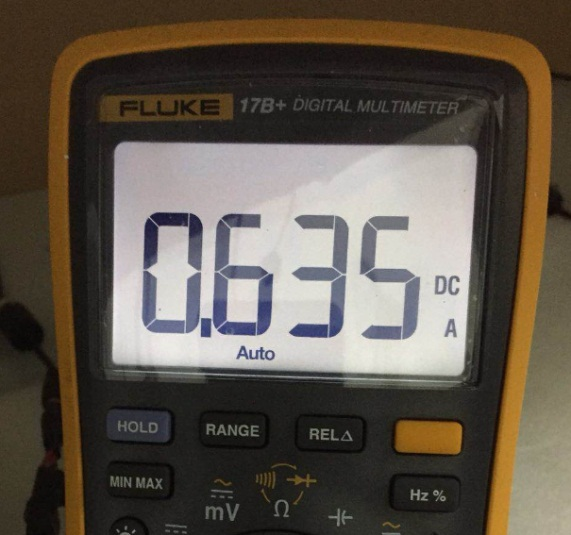 FLUKE 17B+ DIGITAL MULTIMETER
0.635 DC A
Auto
HOLD RANGE REL△
MIN MAX Hz %
mV Ω